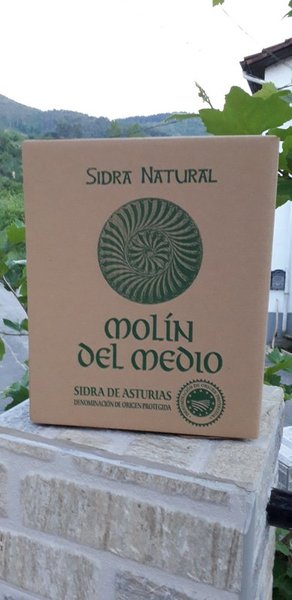 SIDRA NATURAL
MOLÍN
DEL MEDIO
SIDRA DE ASTURIAS
DENOMINACIÓN DE ORIGEN PROTEGIDA